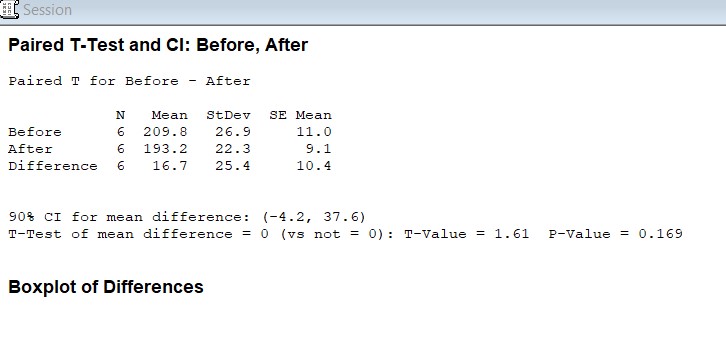 Session
Paired T-Test and CI: Before, After
Paired T for Before - After
N Mean StDev SE Mean
Before 6 209.8 26.9 11.0
After 6 193.2 22.3 9.1
Difference 6 16.7 25.4 10.4
90% CI for mean difference: (-4.2, 37.6)
T-Test of mean difference = 0 (vs not = 0): T-Value = 1.61 P-Value = 0.169
Boxplot of Differences